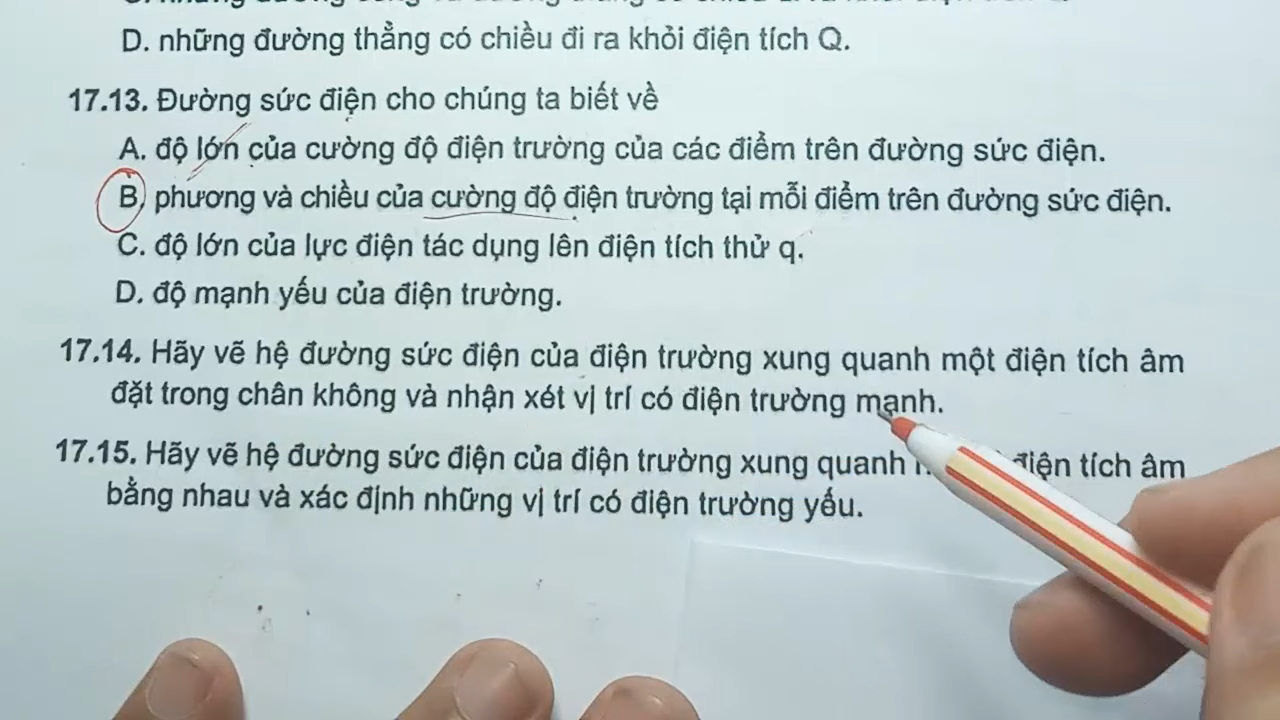 D. những đường thẳng có chiều đi ra khỏi điện tích Q.
17.13. Đường sức điện cho chúng ta biết về
A. độ lớn của cường độ điện trường của các điểm trên đường sức điện.
B. phương và chiều của cường độ điện trường tại mỗi điểm trên đường sức điện.
C. độ lớn của lực điện tác dụng lên điện tích thử q.
D. độ mạnh yếu của điện trường.
17.14. Hãy vẽ hệ đường sức điện của điện trường xung quanh một điện tích âm
đặt trong chân không và nhận xét vị trí có điện trường mạnh.
17.15. Hãy vẽ hệ đường sức điện của điện trường xung quanh điện tích âm
bằng nhau và xác định những vị trí có điện trường yếu.